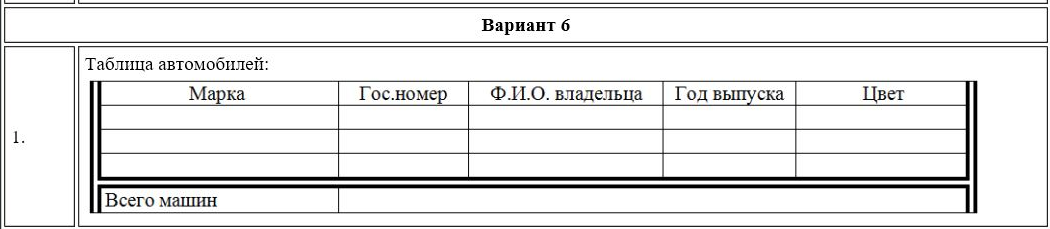 Вариант 6
1.
Таблица автомобилей:
Марка Гос.номер Ф.И.О. владельца Год выпуска Цвет
Всего машин